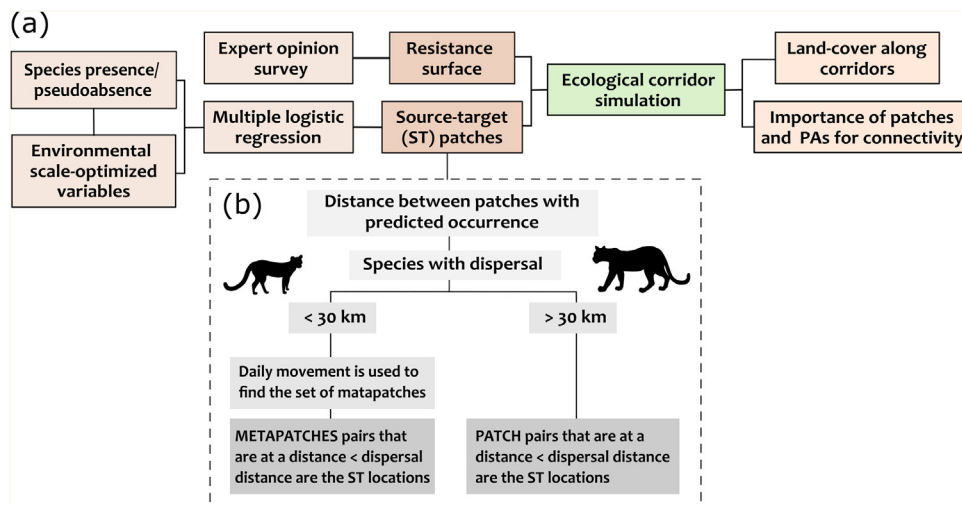 (a)
Species presence/
pseudoabsence
Environmental
scale-optimized
variables
Expert opinion
survey
Multiple logistic
regression
Resistance
surface
Source-target
(ST) patches
Ecological corridor
simulation
Land-cover along
corridors
Importance of patches
and PAs for connectivity
(b)
Distance between patches with
predicted occurrence
Species with dispersal
< 30 km
> 30 km
Daily movement is used to
find the set of matapatches
METAPATCHES pairs that
are at a distance < dispersal
distance are the ST locations
PATCH pairs that are at a
distance < dispersal distance
are the ST locations